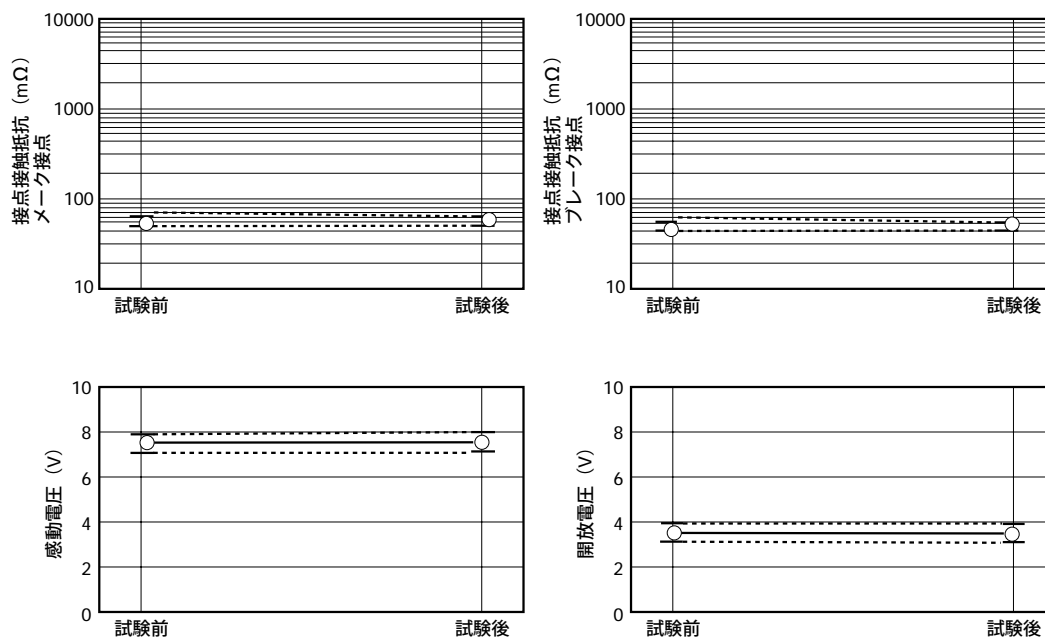 接点接触抵抗 (mΩ)
メーク接点
10000
1000
100
10
試験前
試験後
接点接触抵抗 (mΩ)
ブレーク接点
10000
1000
100
10
試験前
試験後
感動電圧 (V)
10
8
6
4
2
0
試験前
試験後
開放電圧 (V)
10
8
6
4
2
0
試験前
試験後